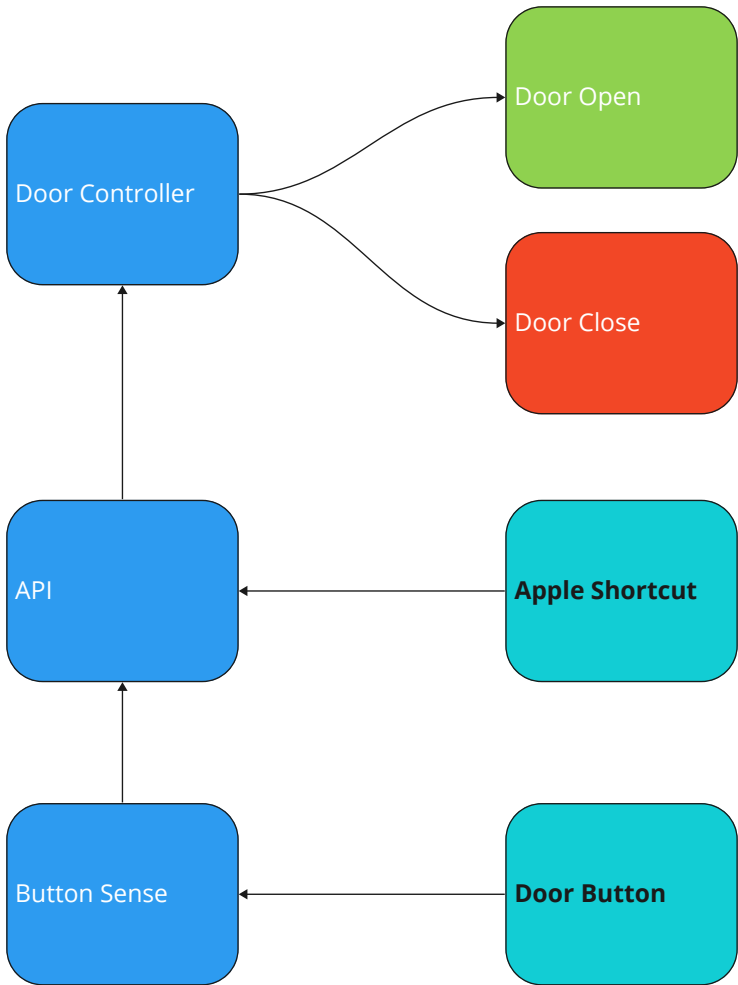 Door Open
Door Controller
Door Close
API
Apple Shortcut
Button Sense
Door Button